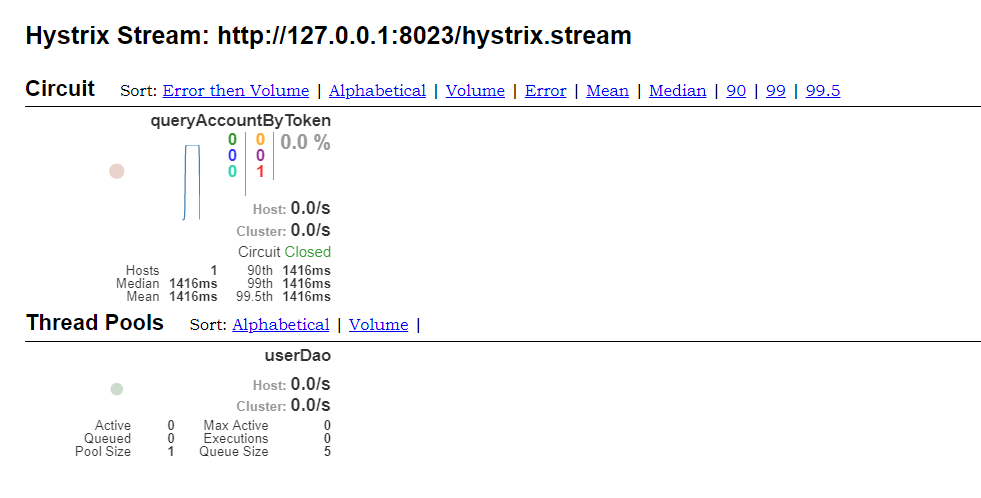 Hystrix Stream: http://127.0.0.1:8023/hystrix.stream
Circuit Sort: Error then Volume | Alphabetical | Volume | Error | Mean | Median | 90 | 99 | 99.5
queryAccountByToken
0 0 0.0 %
0 0
0 1
Host: 0.0/s
Cluster: 0.0/s
Circuit Closed
Hosts 1 90th 1416ms
Median 1416ms 99th 1416ms
Mean 1416ms 99.5th 1416ms
Thread Pools Sort: Alphabetical | Volume |
userDao
Host: 0.0/s
Cluster: 0.0/s
Active 0 Max Active 0
Queued 0 Executions 0
Pool Size 1 Queue Size 5